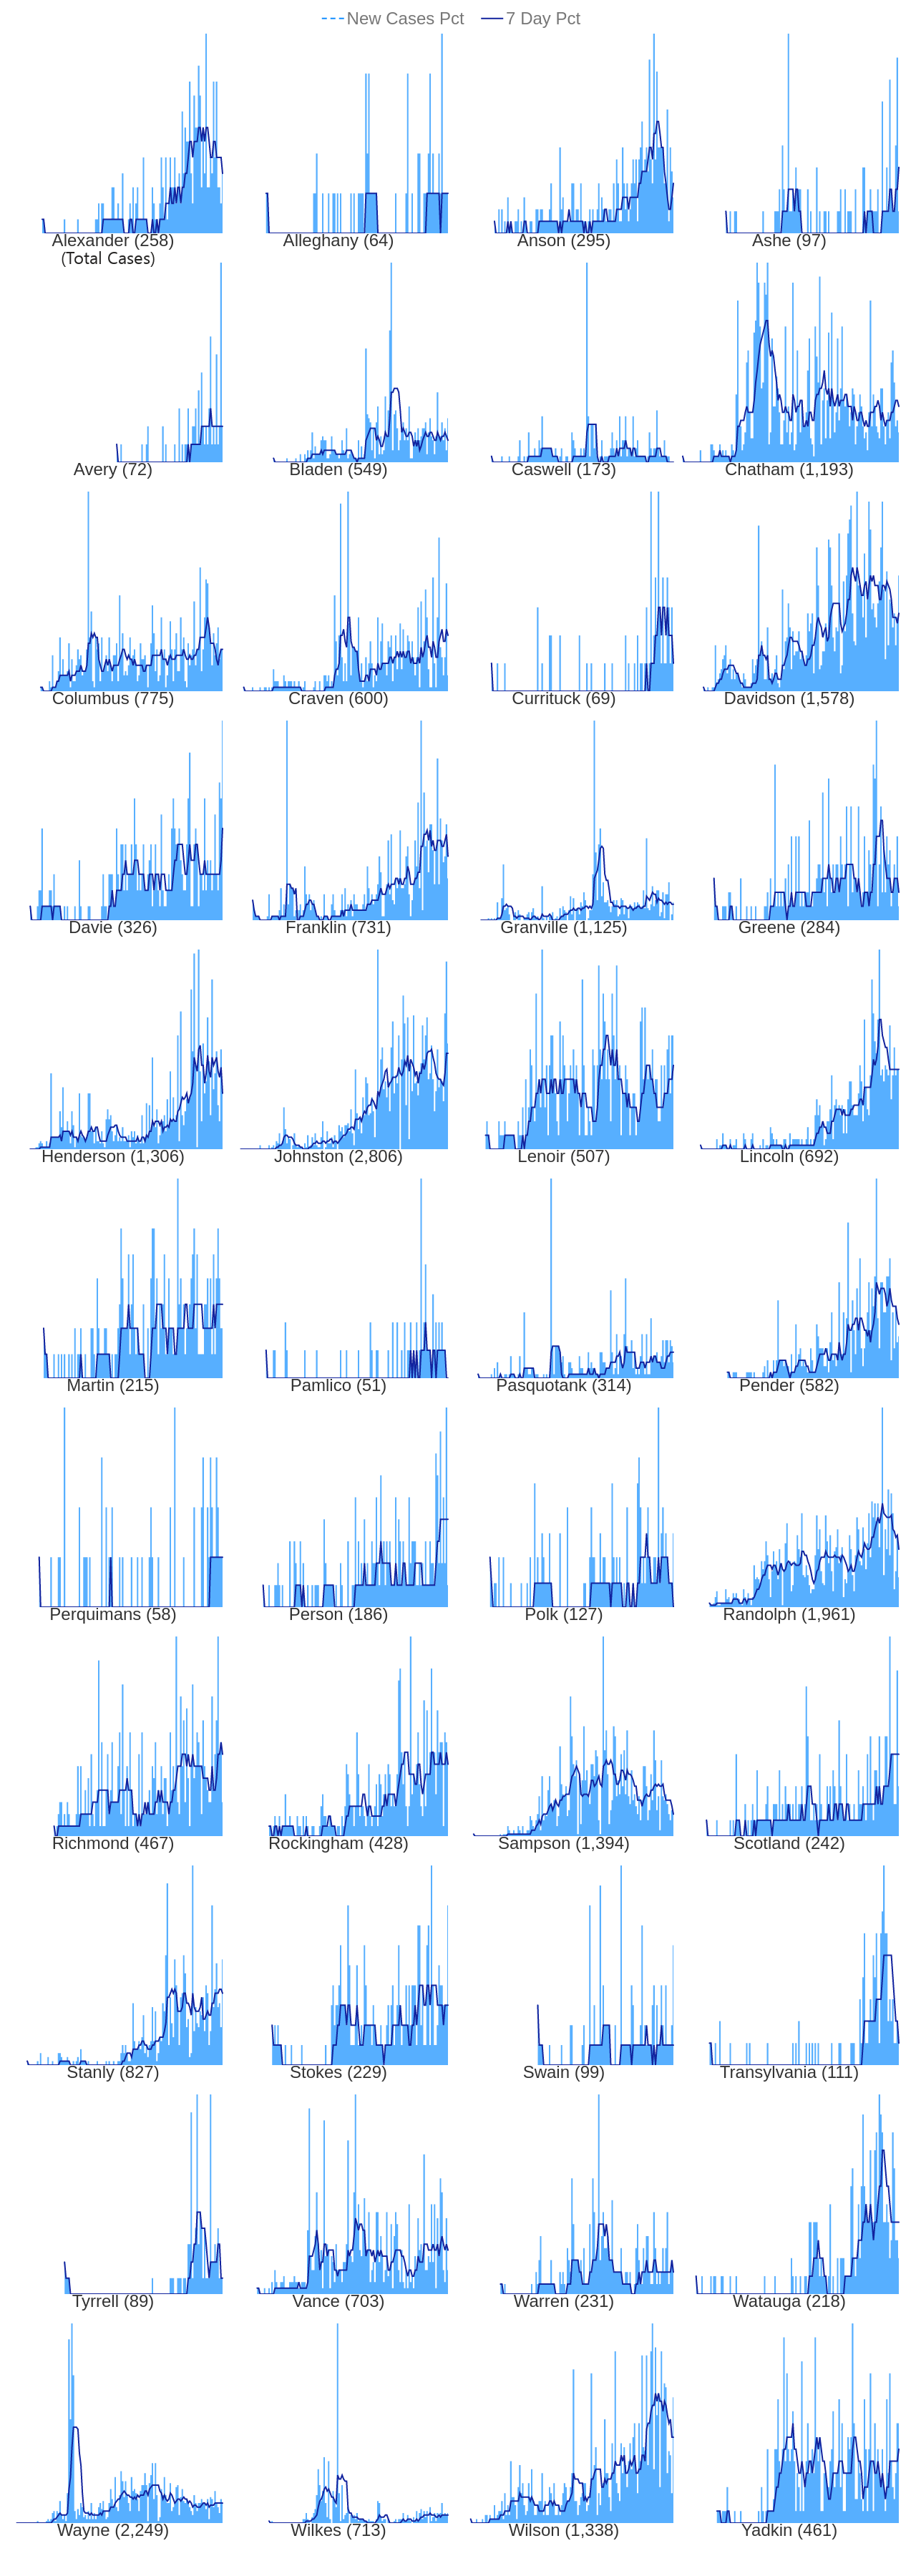 New Cases Pct 7 Day Pct
Alexander (258) Alleghany (64) Anson (295) Ashe (97)
(Total Cases)
Avery (72) Bladen (549) Caswell (173) Chatham (1,193)
Columbus (775) Craven (600) Currituck (69) Davidson (1,578)
Davie (326) Franklin (731) Granville (1,125) Greene (284)
Henderson (1,306) Johnston (2,806) Lenoir (507) Lincoln (692)
Martin (215) Pamlico (51) Pasquotank (314) Pender (582)
Perquimans (58) Person (186) Polk (127) Randolph (1,961)
Richmond (467) Rockingham (428) Sampson (1,394) Scotland (242)
Stanly (827) Stokes (229) Swain (99) Transylvania (111)
Tyrrell (89) Vance (703) Warren (231) Watauga (218)
Wayne (2,249) Wilkes (713) Wilson (1,338) Yadkin (461)